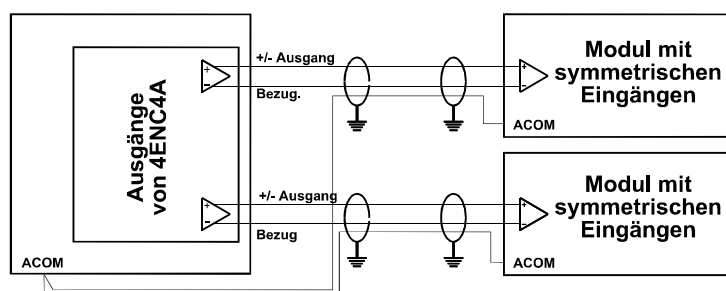 Ausgänge
von 4ENC4A
+/- Ausgang
Bezug.
Modul mit
symmetrischen
Eingängen
ACOM
+/- Ausgang
Bezug
Modul mit
symmetrischen
Eingängen
ACOM
ACOM